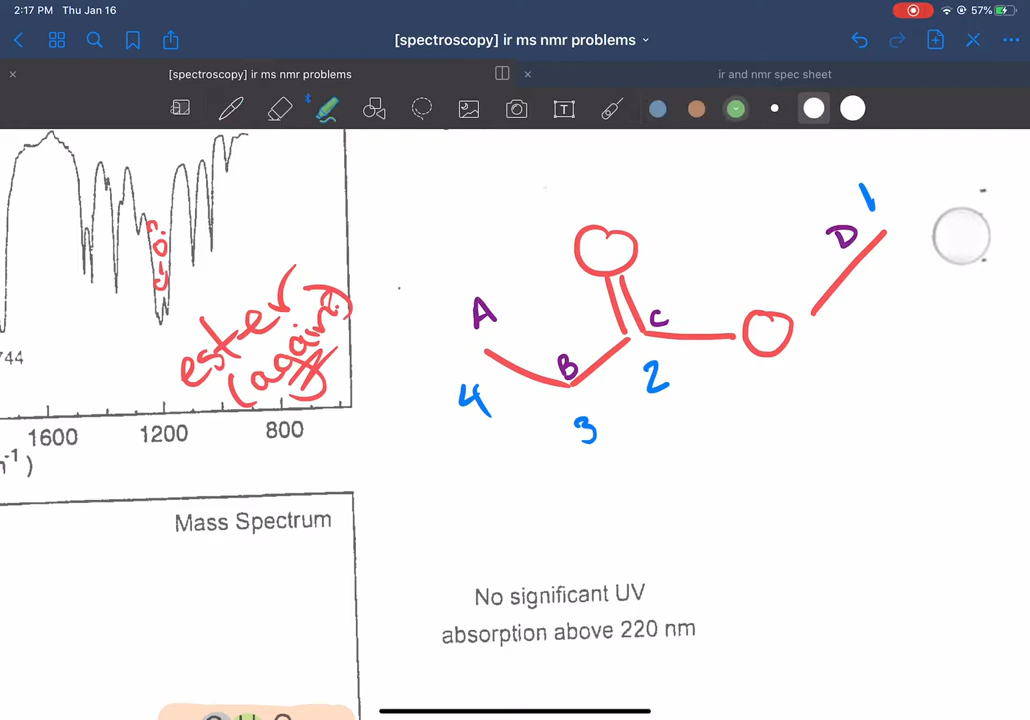 2:17 PM Thu Jan 16
57%
[spectroscopy] ir ms nmr problems
[spectroscopy] ir ms nmr problems
ir and nmr spec sheet
T
C-O
ester
(again)
744
1600 1200 800
1
D
A
C
B
4
2
3
Mass Spectrum
No significant UV
absorption above 220 nm